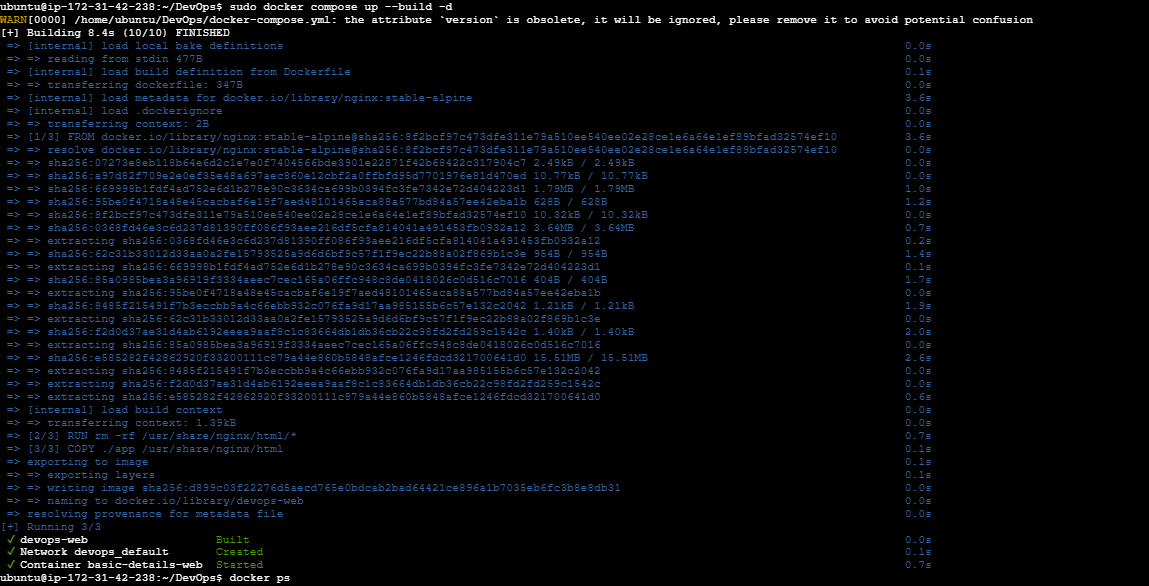 ubuntu@ip-172-31-42-238:~/DevOps$ sudo docker compose up --build -d
WARN[0000] /home/ubuntu/DevOps/docker-compose.yml: the attribute `version` is obsolete, it will be ignored, please remove it to avoid potential confusion
[+] Building 8.4s (10/10) FINISHED
=> [internal] load local bake definitions 0.0s
=> => reading from stdin 477B 0.0s
=> [internal] load build definition from Dockerfile 0.1s
=> => transferring dockerfile: 347B 0.0s
=> [internal] load metadata for docker.io/library/nginx:stable-alpine 3.6s
=> [internal] load .dockerignore 0.0s
=> => transferring context: 2B 0.0s
=> [1/3] FROM docker.io/library/nginx:stable-alpine@sha256:8f2bcf97c473dfe311e79a510ee540ee02e28ce1e6a64e1ef89bfad32574ef10 3.6s
=> => resolve docker.io/library/nginx:stable-alpine@sha256:8f2bcf97c473dfe311e79a510ee540ee02e28ce1e6a64e1ef89bfad32574ef10 0.0s
=> => sha256:07273e8eb118b64e6d2c1e7e0f7404566bde3901e22871f42b68422c317904c7 2.49kB / 2.49kB 0.0s
=> => sha256:a97d82f709e2e0ef35e48a697aec860e12cbf2a0ffbfd95d7701976e81d470ed 10.77kB / 10.77kB 0.0s
=> => sha256:669998b1fdf4ad752e6d1b278e90c3634ca699b0394fc3fe7342e72d404223d1 1.79MB / 1.79MB 1.0s
=> => sha256:95be0f4718a48e45cacbaf6e19f7aed48101465aca88a577bd84a57ee42eba1b 628B / 628B 1.2s
=> => sha256:8f2bcf97c473dfe311e79a510ee540ee02e28ce1e6a64e1ef89bfad32574ef10 10.32kB / 10.32kB 0.0s
=> => sha256:0368fd46e3c6d237d81390ff086f93aee216df5cfa814041a491453fb0932a12 3.64MB / 3.64MB 0.7s
=> => extracting sha256:0368fd46e3c6d237d81390ff086f93aee216df5cfa814041a491453fb0932a12 0.2s
=> => sha256:62c31b33012d33aa0a2fe15793525a9d6d6bf9c57f1f9ec22b88a02f869b1c3e 954B / 954B 1.4s
=> => extracting sha256:669998b1fdf4ad752e6d1b278e90c3634ca699b0394fc3fe7342e72d404223d1 0.1s
=> => sha256:85a0985bea3a96919f3334aeec7cec165a06ffc948c8de0418026c0d516c7016 404B / 404B 1.7s
=> => extracting sha256:95be0f4718a48e45cacbaf6e19f7aed48101465aca88a577bd84a57ee42eba1b 0.0s
=> => sha256:8485f215491f7b3eccbb9a4c66ebb932c076fa9d17aa985155b6c57e132c2042 1.21kB / 1.21kB 1.9s
=> => extracting sha256:62c31b33012d33aa0a2fe15793525a9d6d6bf9c57f1f9ec22b88a02f869b1c3e 0.0s
=> => sha256:f2d0d37ae31d4ab6192eeea9aaf8c1c83664db1db36cb22c98fd2fd259c1542c 1.40kB / 1.40kB 2.0s
=> => extracting sha256:85a0985bea3a96919f3334aeec7cec165a06ffc948c8de0418026c0d516c7016 0.0s
=> => sha256:e585282f42862920f33200111c879a44e860b5848afce1246fdcd321700641d0 15.51MB / 15.51MB 2.6s
=> => extracting sha256:8485f215491f7b3eccbb9a4c66ebb932c076fa9d17aa985155b6c57e132c2042 0.0s
=> => extracting sha256:f2d0d37ae31d4ab6192eeea9aaf8c1c83664db1db36cb22c98fd2fd259c1542c 0.0s
=> => extracting sha256:e585282f42862920f33200111c879a44e860b5848afce1246fdcd321700641d0 0.6s
=> [internal] load build context 0.0s
=> => transferring context: 1.39kB 0.0s
=> [2/3] RUN rm -rf /usr/share/nginx/html/* 0.7s
=> [3/3] COPY ./app /usr/share/nginx/html 0.1s
=> exporting to image 0.1s
=> => exporting layers 0.1s
=> => writing image sha256:d899c03f22276d5aecd765e0bdcab2bad64421ce896a1b7035eb6fc3b8e8db31 0.0s
=> => naming to docker.io/library/devops-web 0.0s
=> resolving provenance for metadata file 0.0s
[+] Running 3/3
✓ devops-web Built 0.0s
✓ Network devops_default Created 0.1s
✓ Container basic-details-web Started 0.7s
ubuntu@ip-172-31-42-238:~/DevOps$ docker ps